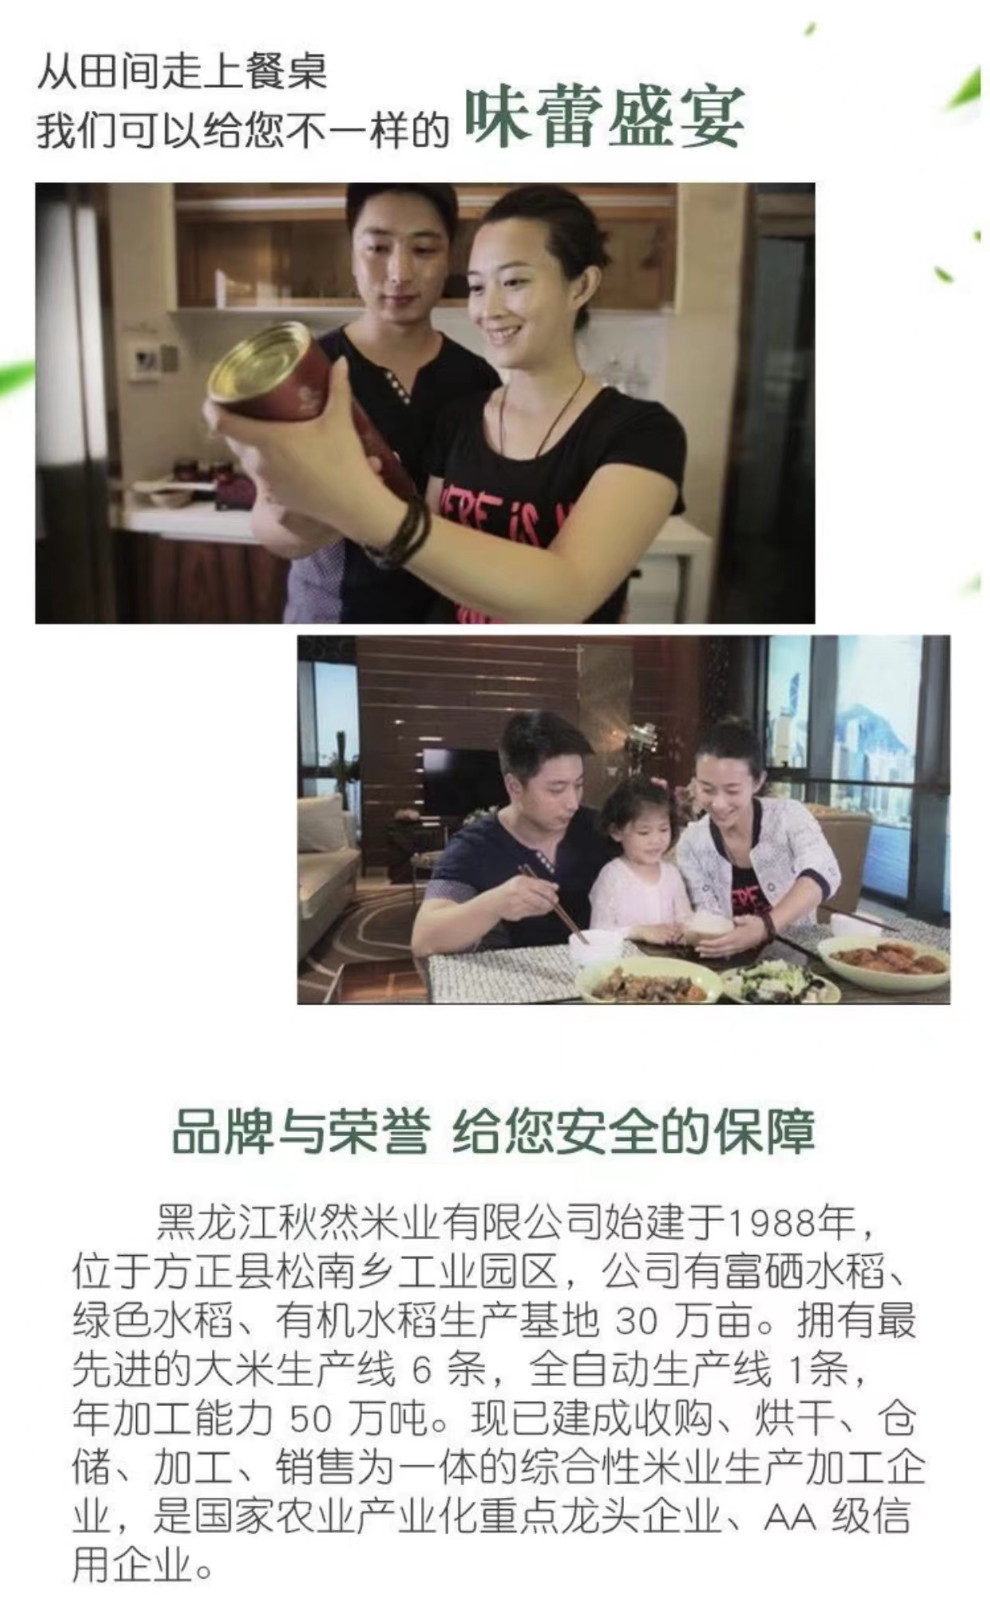 从田间走上餐桌
我们可以给您不一样的 味蕾盛宴
ERE iS
ERE
品牌与荣誉 给您安全的保障
黑龙江秋然米业有限公司始建于1988年，
位于方正县松南乡工业园区，公司有富硒水稻、
绿色水稻、有机水稻生产基地 30 万亩。拥有最
先进的大米生产线 6 条，全自动生产线 1条，
年加工能力 50 万吨。现已建成收购、烘干、仓
储、加工、销售为一体的综合性米业生产加工企
业，是国家农业产业化重点龙头企业、AA 级信
用企业。